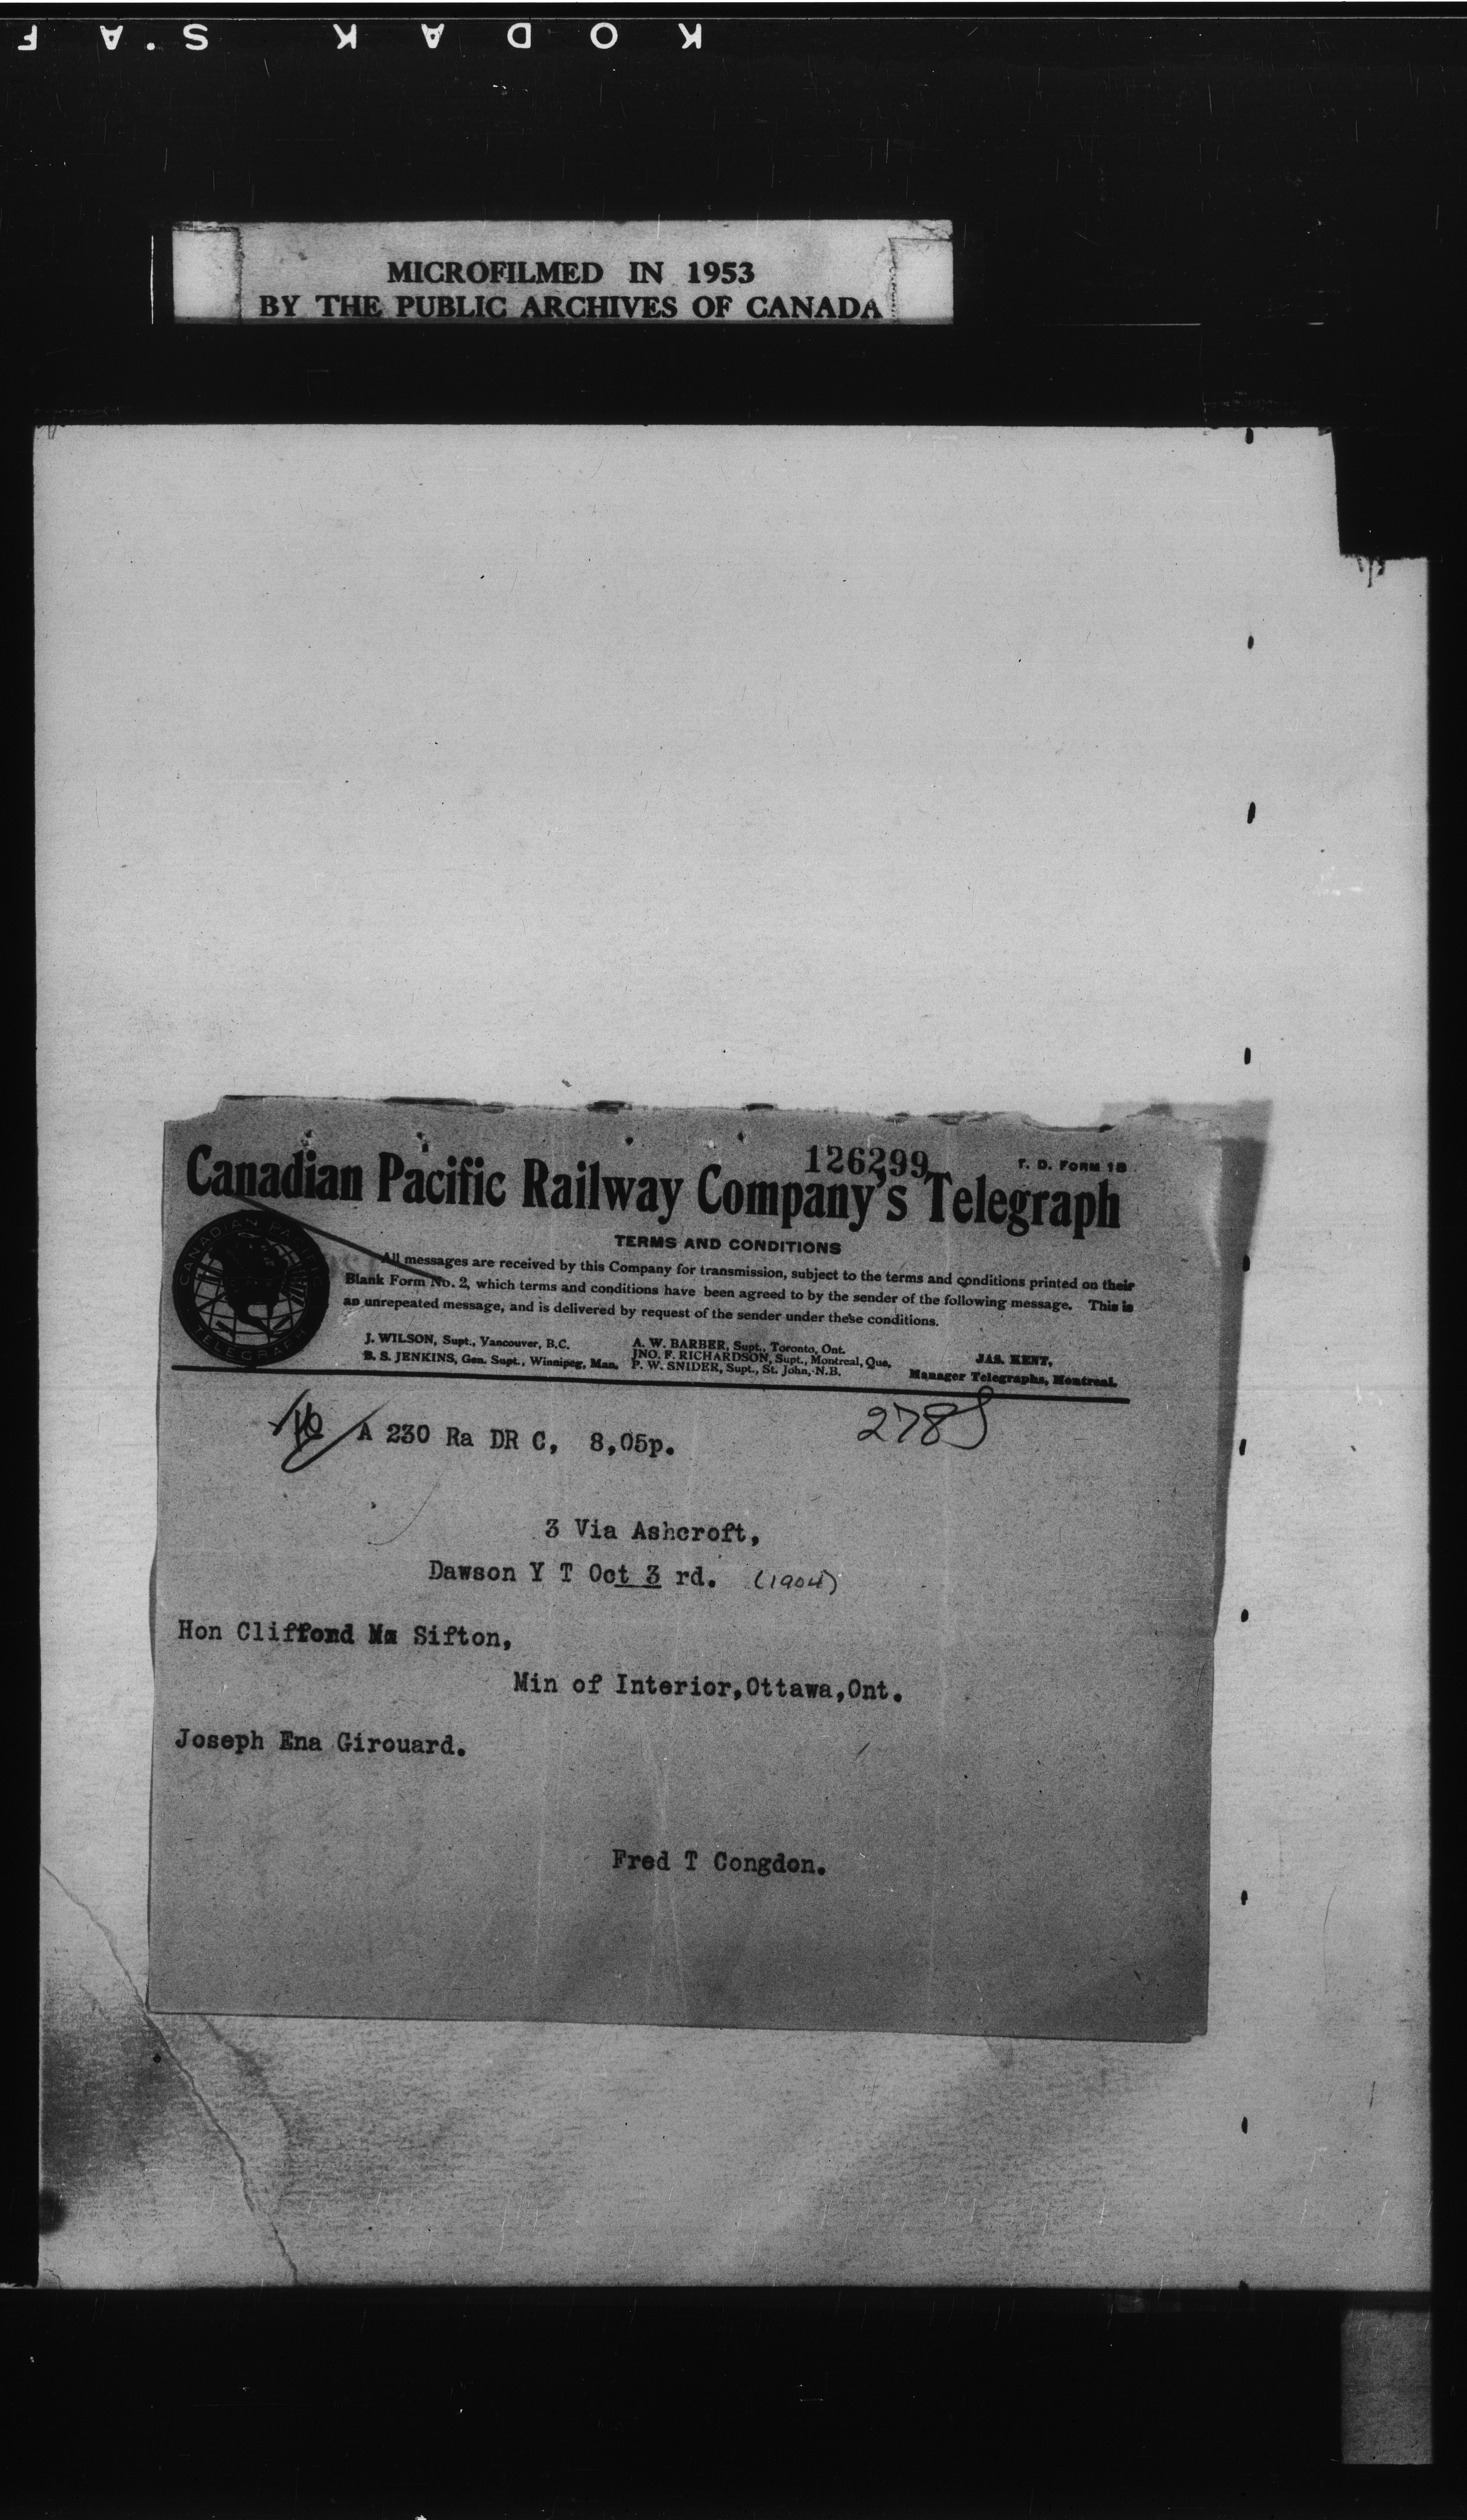 KODAK S.A F
MICROFILMED IN 1953
BY THE PUBLIC ARCHIVES OF CANADA
126299
T. D. FORM 1B
Canadian Pacific Railway Company's Telegraph
CANADIAN PACIFIC
TELEGRAPH
TERMS AND CONDITIONS
All messages are received by this Company for transmission, subject to the terms and conditions printed on their
Blank Form No. 2, which terms and conditions have been agreed to by the sender of the following message. This is
an unrepeated message, and is delivered by request of the sender under these conditions.
J. WILSON, Supt., Vancouver, B.C.
B. S. JENKINS, Gen. Supt., Winnipeg, Man.
A. W. BARBER, Supt., Toronto, Ont.
JNO. F. RICHARDSON, Supt., Montreal, Que.
P. W. SNIDER, Supt., St. John, N.B.
JAS. KENT,
Manager Telegraphs, Montreal.
A 230 Ra DR C, 8,05p.
3 Via Ashcroft,
Dawson Y T Oct 3 rd. (1904)
Hon Clifford Sifton,
Min of Interior,Ottawa,Ont.
Joseph Ena Girouard.
Fred T Congdon.